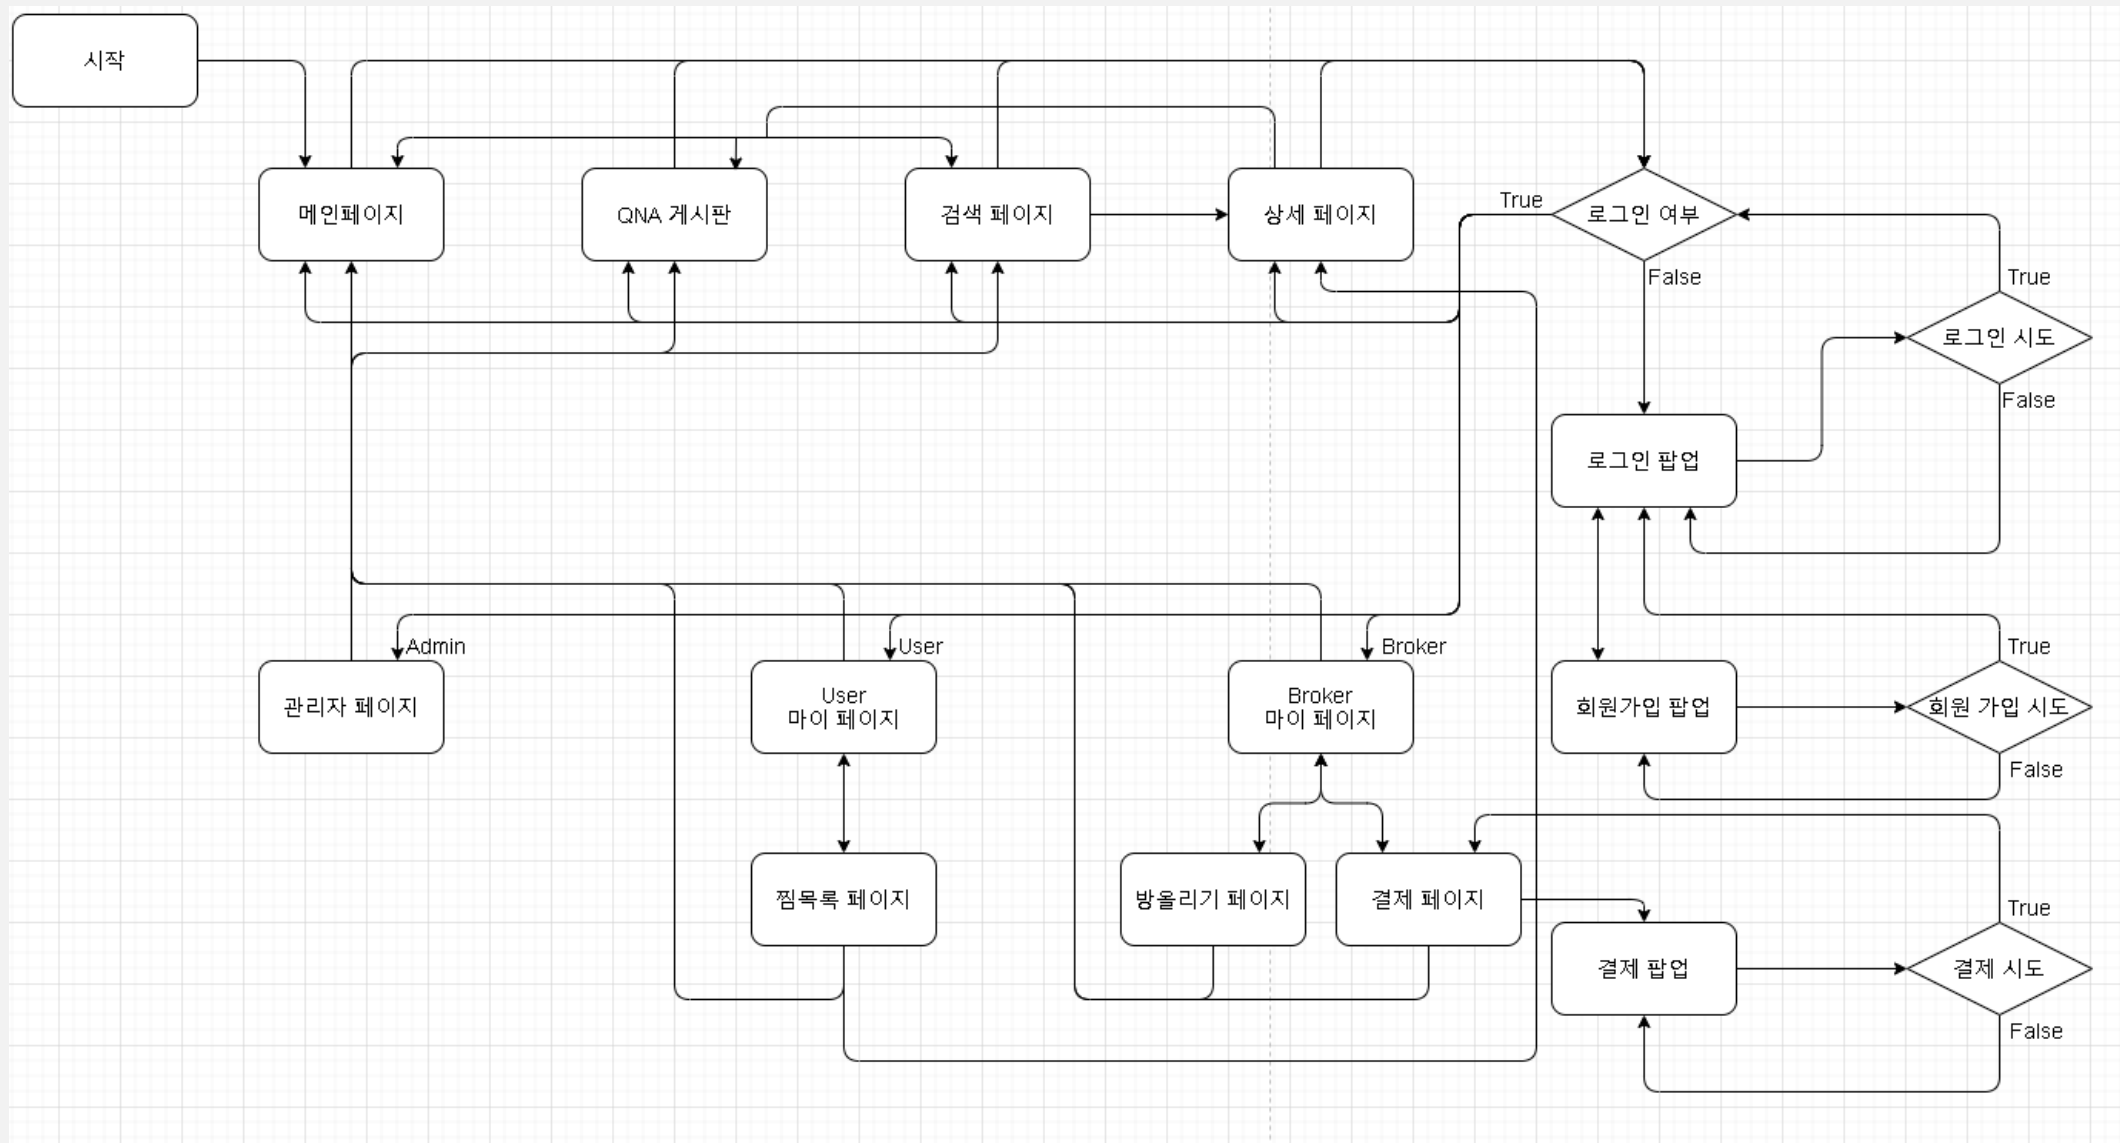 시작
메인페이지
QNA 게시판
검색 페이지
상세 페이지
True
로그인 여부
False
True
로그인 시도
False
로그인 팝업
Admin
User
Broker
True
관리자 페이지
User
마이 페이지
Broker
마이 페이지
회원가입 팝업
회원 가입 시도
False
찜목록 페이지
방올리기 페이지
결제 페이지
True
결제 팝업
결제 시도
False